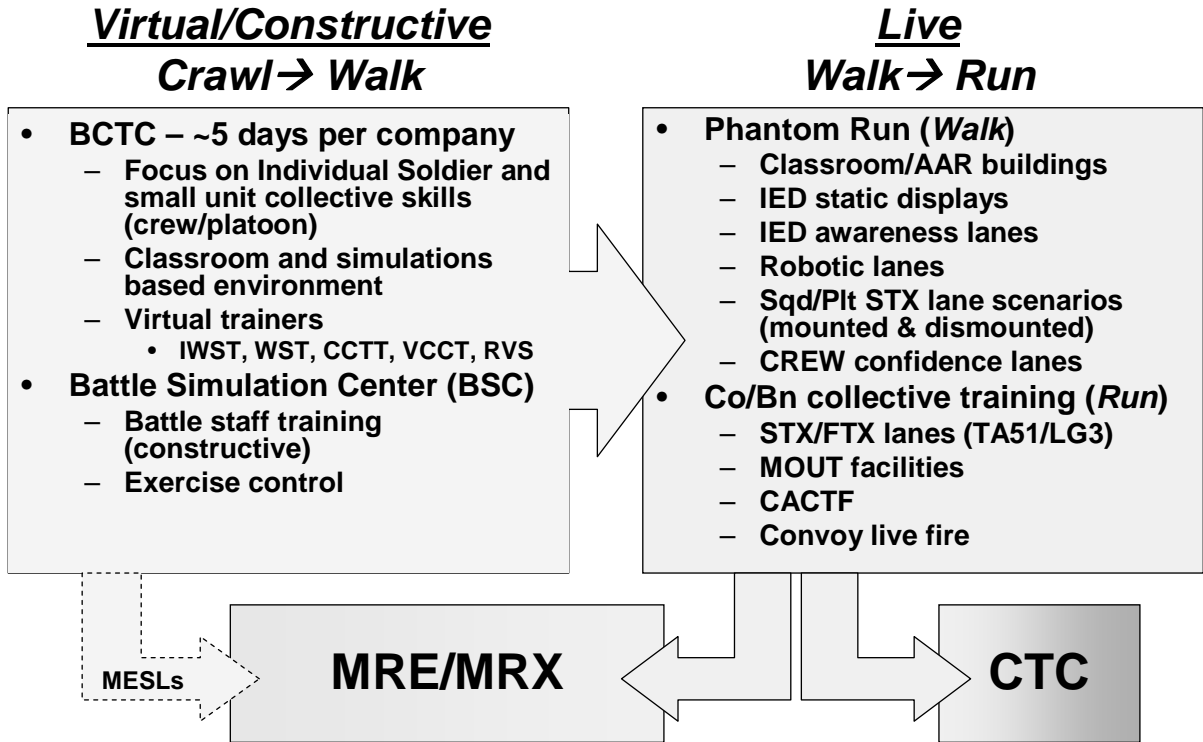 Virtual/Constructive
Crawl→ Walk
• BCTC – ~5 days per company
– Focus on Individual Soldier and
small unit collective skills
(crew/platoon)
– Classroom and simulations
based environment
– Virtual trainers
• IWST, WST, CCTT, VCCT, RVS
• Battle Simulation Center (BSC)
– Battle staff training
(constructive)
– Exercise control
Live
Walk→ Run
• Phantom Run (Walk)
– Classroom/AAR buildings
– IED static displays
– IED awareness lanes
– Robotic lanes
– Sqd/Plt STX lane scenarios
(mounted & dismounted)
– CREW confidence lanes
• Co/Bn collective training (Run)
– STX/FTX lanes (TA51/LG3)
– MOUT facilities
– CACTF
– Convoy live fire
MESLs
MRE/MRX
CTC